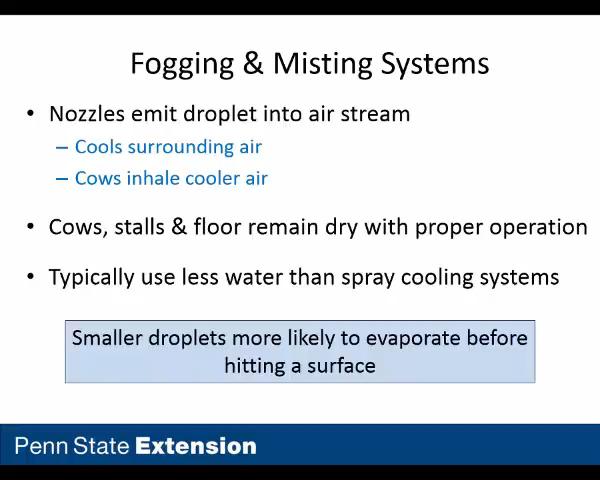 Fogging & Misting Systems
• Nozzles emit droplet into air stream
– Cools surrounding air
– Cows inhale cooler air
• Cows, stalls & floor remain dry with proper operation
• Typically use less water than spray cooling systems
Smaller droplets more likely to evaporate before
hitting a surface
Penn State Extension